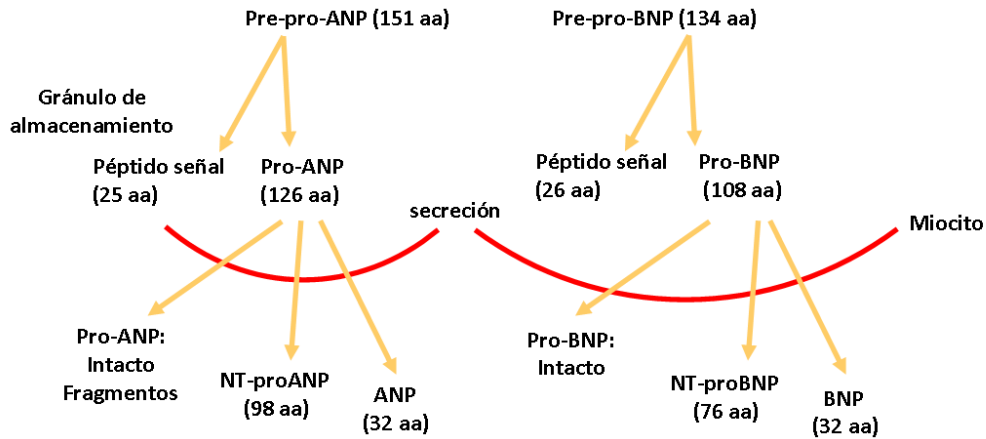 Pre-pro-ANP (151 aa)
Pre-pro-BNP (134 aa)
Gránulo de
almacenamiento
Péptido señal
(25 aa)
Pro-ANP
(126 aa)
Péptido señal
(26 aa)
Pro-BNP
(108 aa)
secreción
Miocito
Pro-ANP:
Intacto
Fragmentos
NT-proANP
(98 aa)
ANP
(32 aa)
Pro-BNP:
Intacto
NT-proBNP
(76 aa)
BNP
(32 aa)